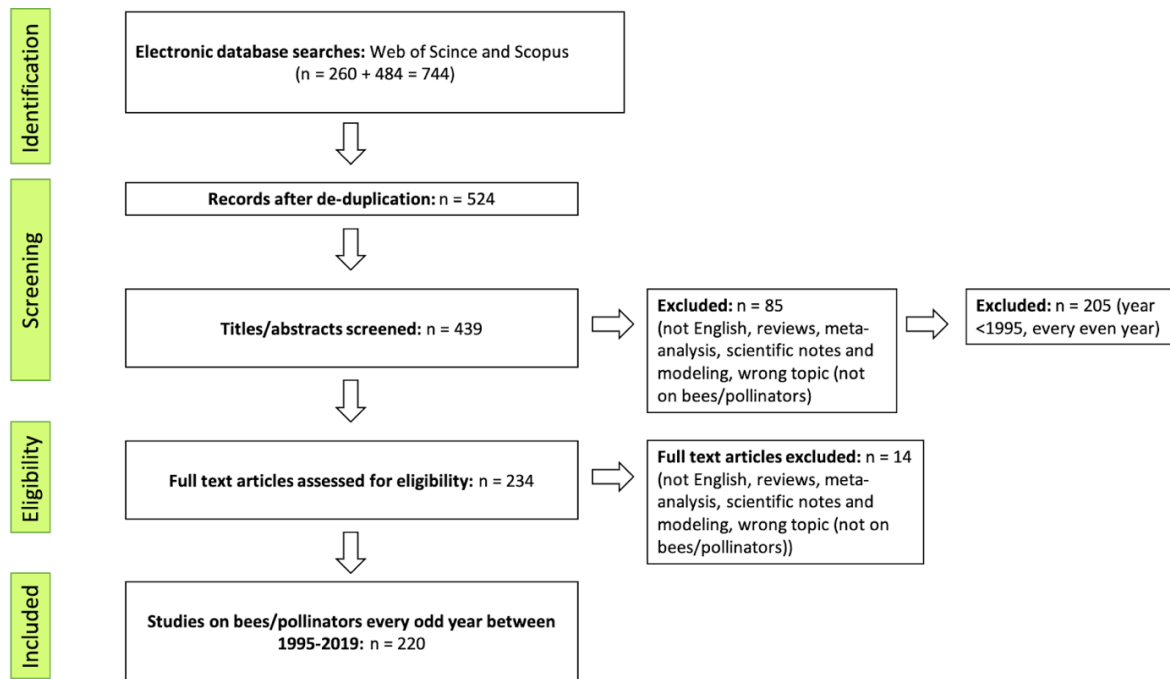 Identification
Electronic database searches: Web of Scince and Scopus
(n = 260 + 484 = 744)
Screening
Records after de-duplication: n = 524
Titles/abstracts screened: n = 439
Excluded: n = 85
(not English, reviews, meta-
analysis, scientific notes and
modeling, wrong topic (not
on bees/pollinators)
Excluded: n = 205 (year
<1995, every even year)
Eligibility
Full text articles assessed for eligibility: n = 234
Full text articles excluded: n = 14
(not English, reviews, meta-
analysis, scientific notes and
modeling, wrong topic (not on
bees/pollinators))
Included
Studies on bees/pollinators every odd year between
1995-2019: n = 220